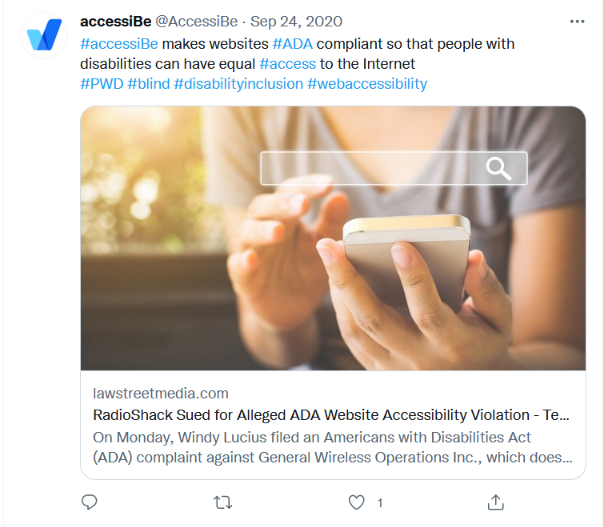 accessiBe @AccessiBe · Sep 24, 2020
#accessiBe makes websites #ADA compliant so that people with
disabilities can have equal #access to the Internet
#PWD #blind #disabilityinclusion #webaccessibility
lawstreetmedia.com
RadioShack Sued for Alleged ADA Website Accessibility Violation - Te...
On Monday, Windy Lucius filed an Americans with Disabilities Act
(ADA) complaint against General Wireless Operations Inc., which does...
1